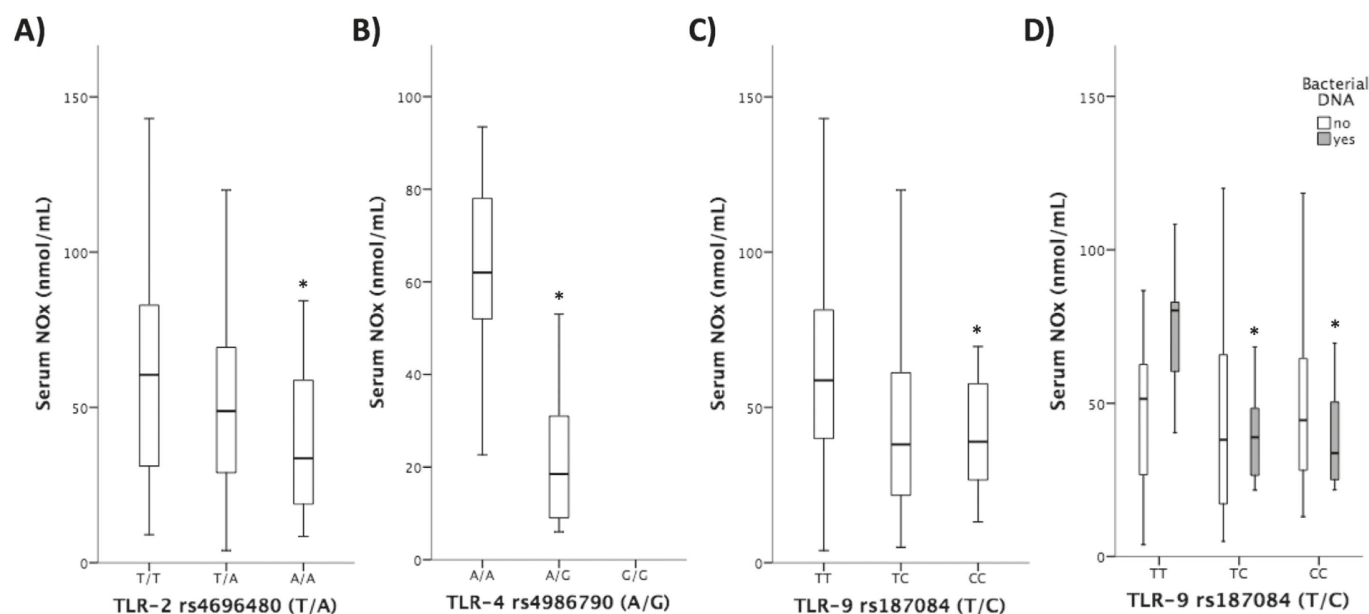 A)
B)
C)
D)
Serum NOx (nmol/mL)
150
100
50
0
*
T/T T/A A/A
TLR-2 rs4696480 (T/A)
Serum NOx (nmol/mL)
100
80
60
40
20
0
*
A/A A/G G/G
TLR-4 rs4986790 (A/G)
Serum NOx (nmol/mL)
150
100
50
0
*
TT TC CC
TLR-9 rs187084 (T/C)
Serum NOx (nmol/mL)
150
100
50
0
Bacterial
DNA
no
yes
* *
TT TC CC
TLR-9 rs187084 (T/C)